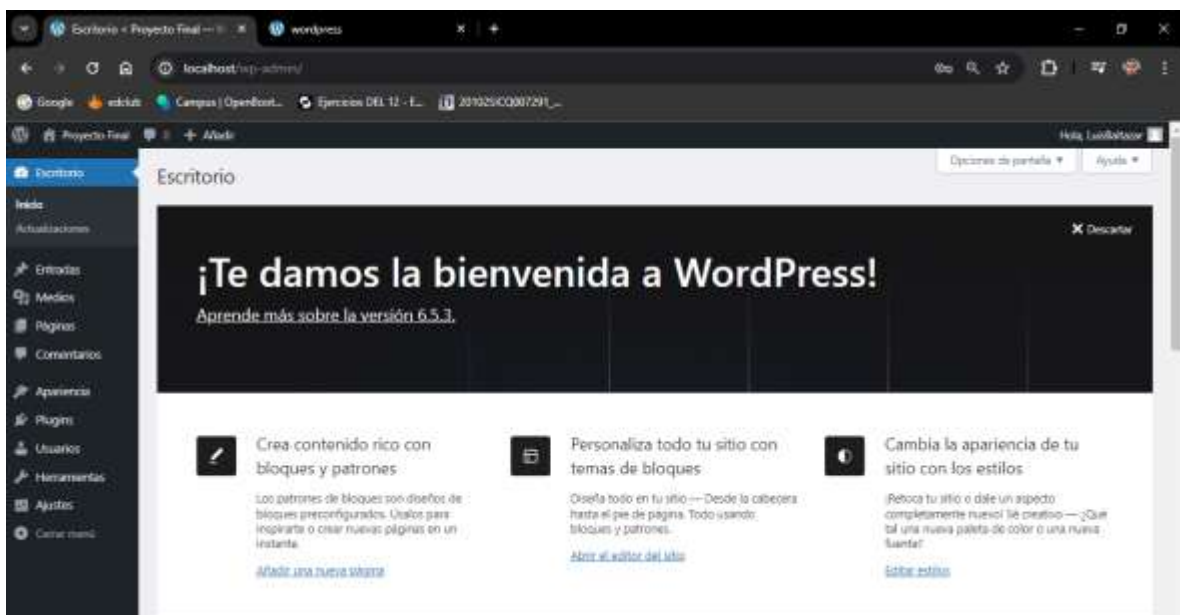 Escritorio < Proyecto Final —
wordpress
localhost/wp-admin/
Google
Campus | OpenBoot...
Ejercicios DEL 12 - E...
Proyecto Final
Añadir
Hola, LuisBaltazar
Opciones de pantalla ▼
Ayuda ▼
Escritorio
Inicio
Actualizaciones
Entradas
Medios
Páginas
Comentarios
Apariencia
Plugins
Usuarios
Herramientas
Ajustes
Cerrar menú
Escritorio
Descartar
¡Te damos la bienvenida a WordPress!
Aprende más sobre la versión 6.5.3.
Crea contenido rico con
bloques y patrones
Los patrones de bloques son diseños de
bloques preconfigurados. Úsalos para
inspirarte o crear nuevas páginas en un
instante.
Añadir una nueva página
Personaliza todo tu sitio con
temas de bloques
Diseña todo en tu sitio — Desde la cabecera
hasta el pie de página. Todo usando
bloques y patrones.
Abrir el editor del sitio
Cambia la apariencia de tu
sitio con los estilos
¡Retoca tu sitio o dale un aspecto
completamente nuevo! Sé creativo — ¿Qué
tal una nueva paleta de color o una nueva
fuente?
Editar estilos